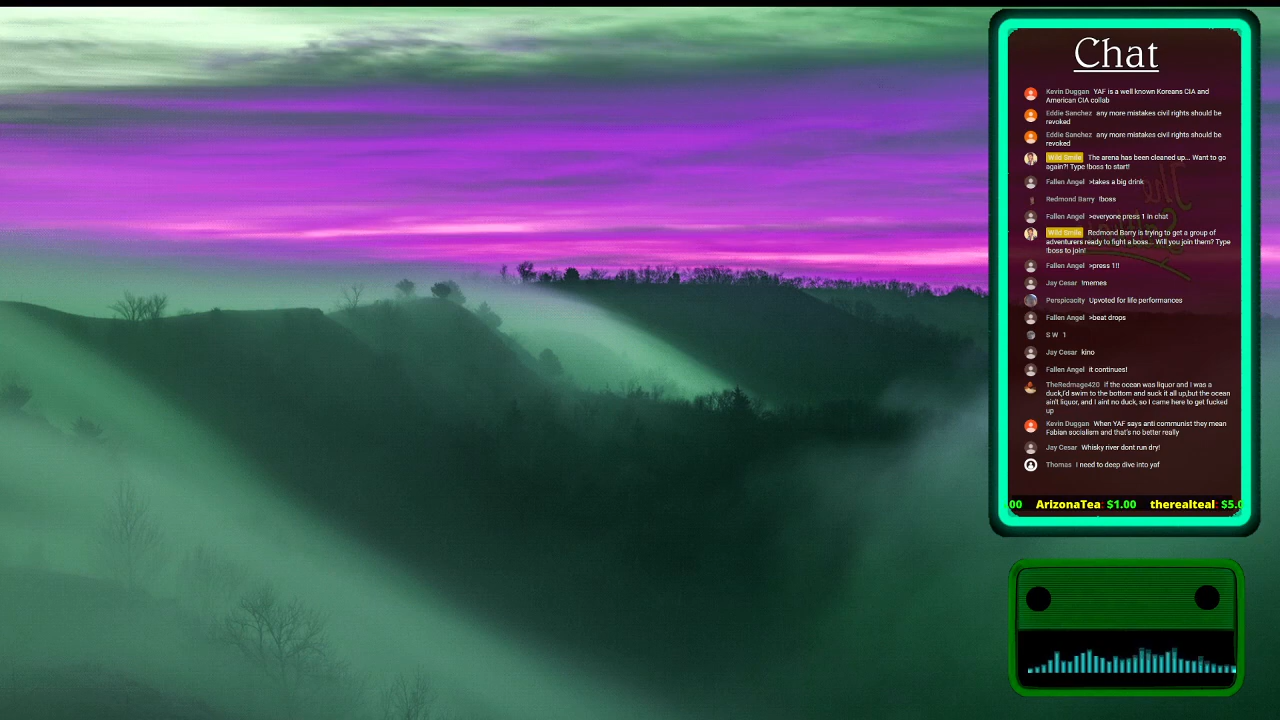 Chat
Kevin Duggan YAF is a well known Koreans CIA and
American CIA collab
Eddie Sanchez any more mistakes civil rights should be
revoked
Eddie Sanchez any more mistakes civil rights should be
revoked
Wild Smile The arena has been cleaned up... Want to go
again?! Type !boss to start!
Fallen Angel >takes a big drink
Redmond Barry !boss
Fallen Angel >everyone press 1 in chat
Wild Smile Redmond Barry is trying to get a group of
adventurers ready to fight a boss... Will you join them? Type
!boss to join!
Fallen Angel >press 1!!
Jay Cesar !memes
Perspicacity Upvoted for life performances
Fallen Angel >beat drops
S W 1
Jay Cesar kino
Fallen Angel it continues!
TheRedmage420 if the ocean was liquor and I was a
duck,I'd swim to the bottom and suck it all up,but the ocean
ain't liquor, and I aint no duck, so I came here to get fucked
up
Kevin Duggan When YAF says anti communist they mean
Fabian socialism and that's no better really
Jay Cesar Whisky river dont run dry!
Thomas I need to deep dive into yaf
.00 ArizonaTea: $1.00 therealteal: $5.0